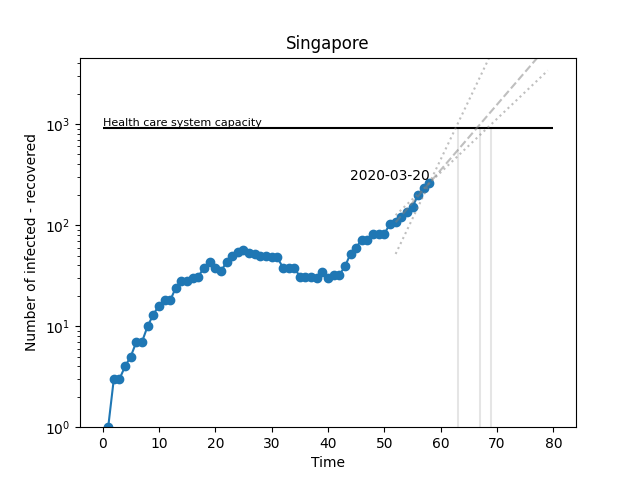 Singapore
Number of infected - recovered
10³
10²
10¹
10⁰
Health care system capacity
2020-03-20
0 10 20 30 40 50 60 70 80
Time